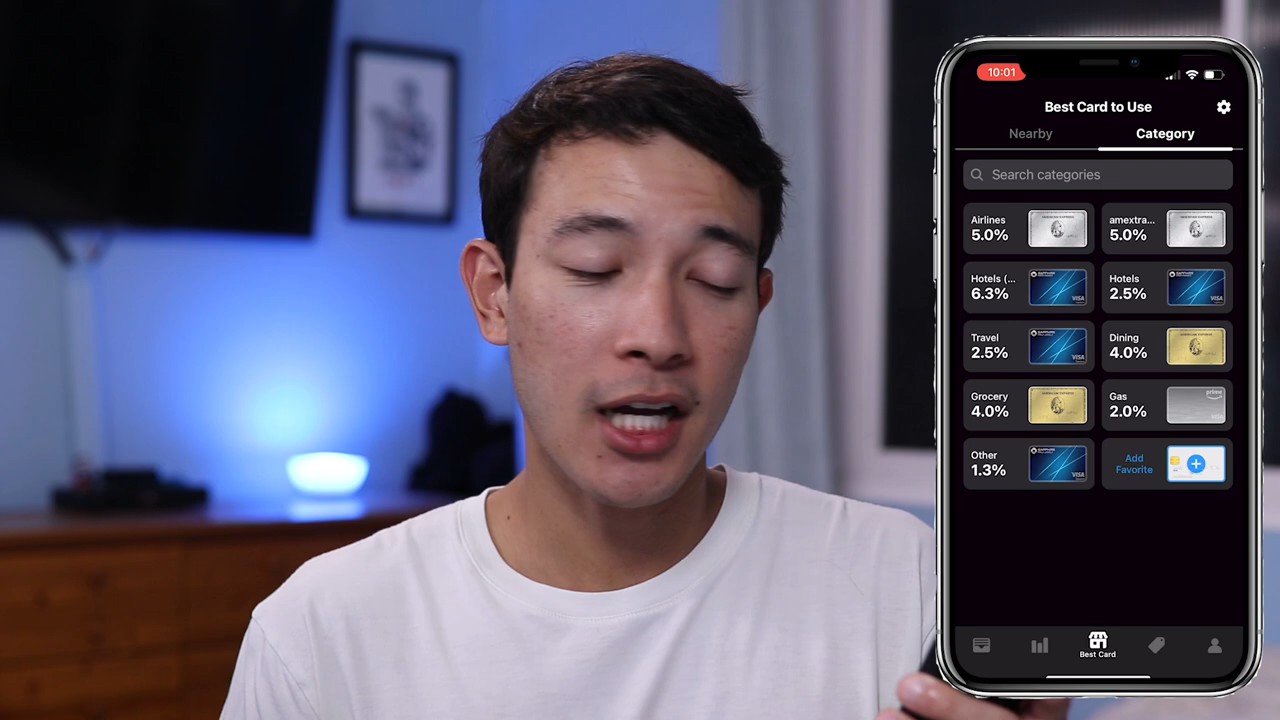 10:01
Best Card to Use
Nearby
Category
Search categories
Airlines
5.0%
amextra...
5.0%
Hotels (...
6.3%
Hotels
2.5%
Travel
2.5%
VISA
Dining
4.0%
Grocery
4.0%
Gas
2.0%
prime
Other
1.3%
Add
Favorite
Best Card